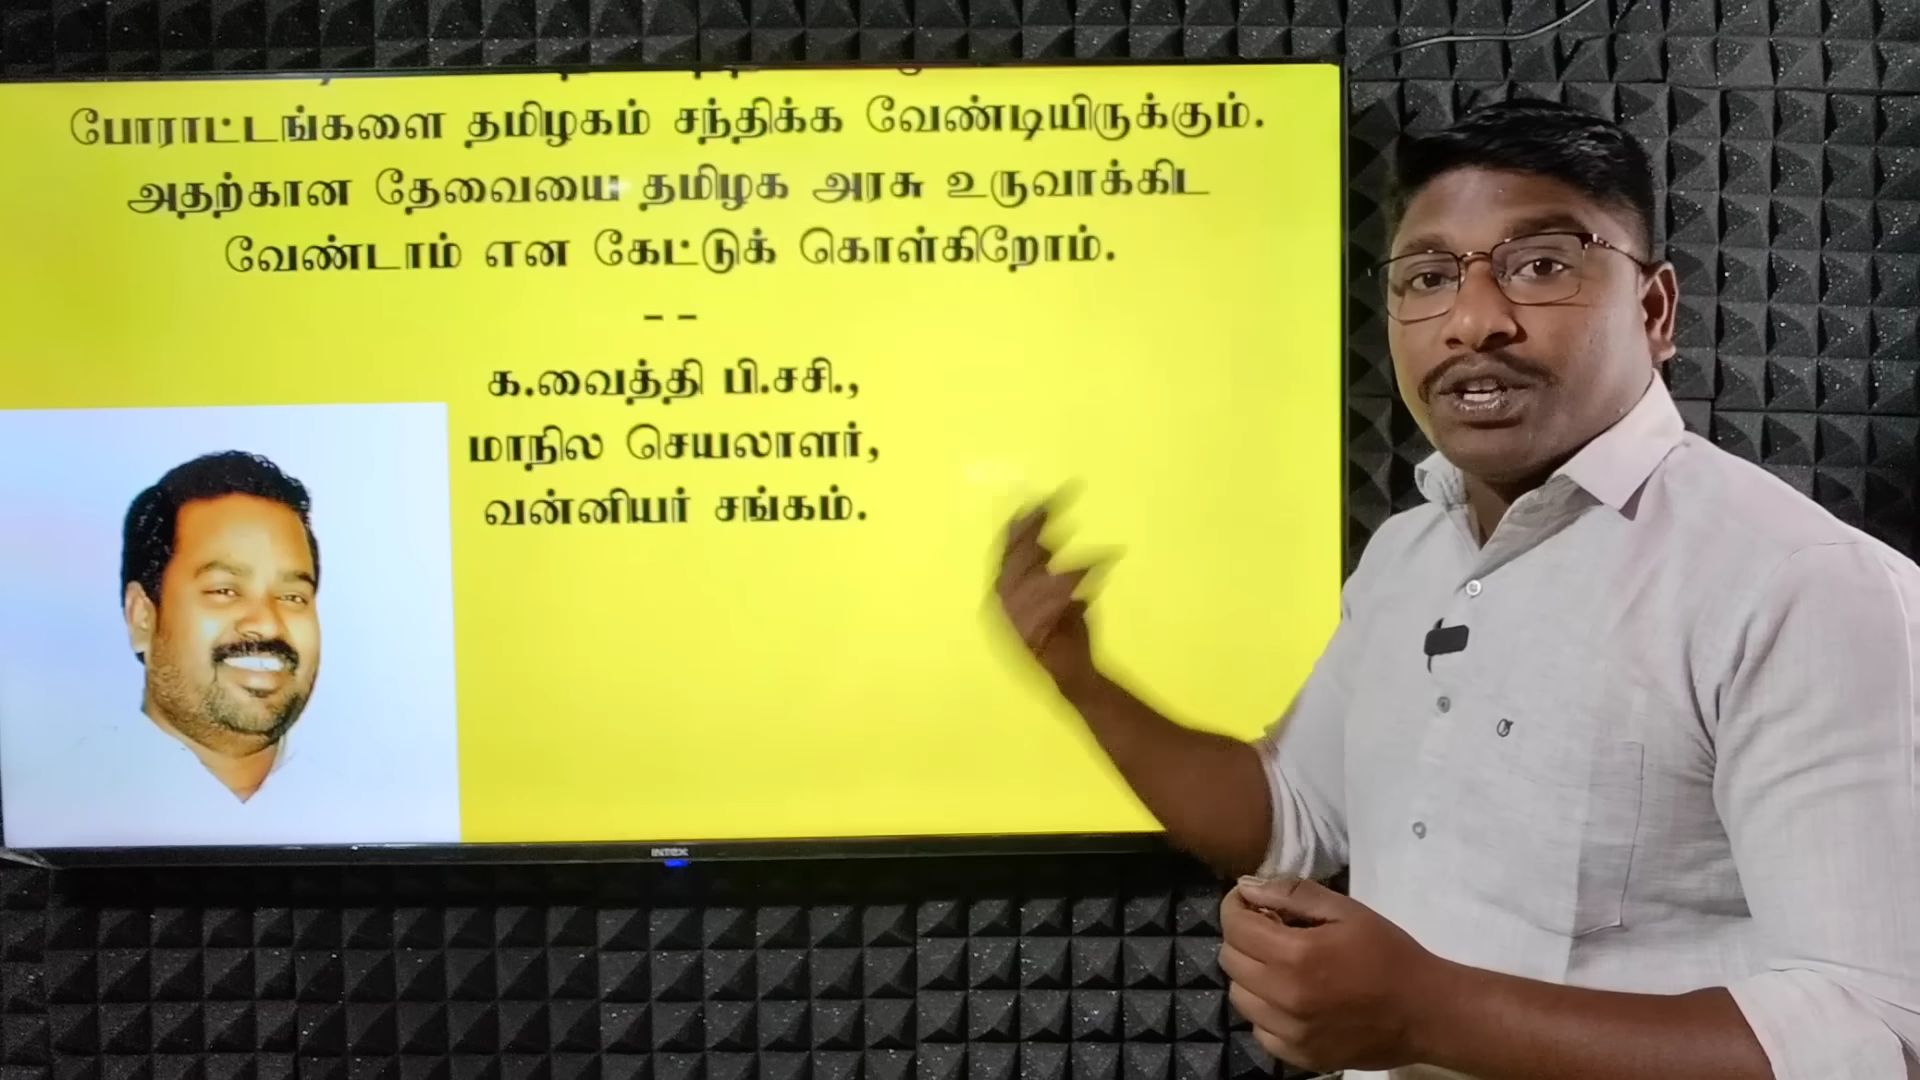 போராட்டங்களை தமிழகம் சந்திக்க வேண்டியிருக்கும்.
அதற்கான தேவையை தமிழக அரசு உருவாக்கிட
வேண்டாம் என கேட்டுக் கொள்கிறோம்.
--
க.வைத்தி பி.சசி.,
மாநில செயலாளர்,
வன்னியர் சங்கம்.
INTEX